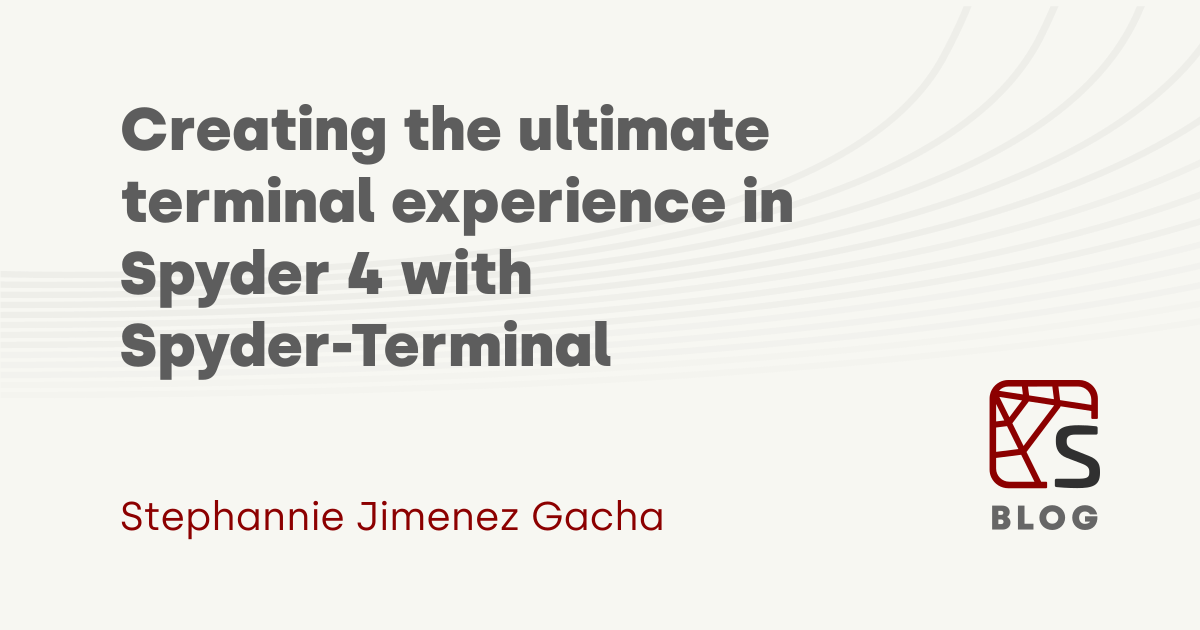 Creating the ultimate
terminal experience in
Spyder 4 with
Spyder-Terminal
Stephannie Jimenez Gacha
S
BLOG